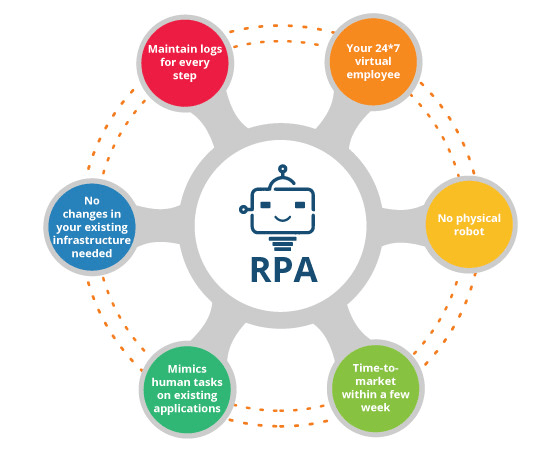 Maintain logs
for every
step
Your 24*7
virtual
employee
No physical
robot
Time-to-
market
within a few
week
Mimics
human tasks
on existing
applications
No
changes in
your existing
infrastructure
needed
RPA